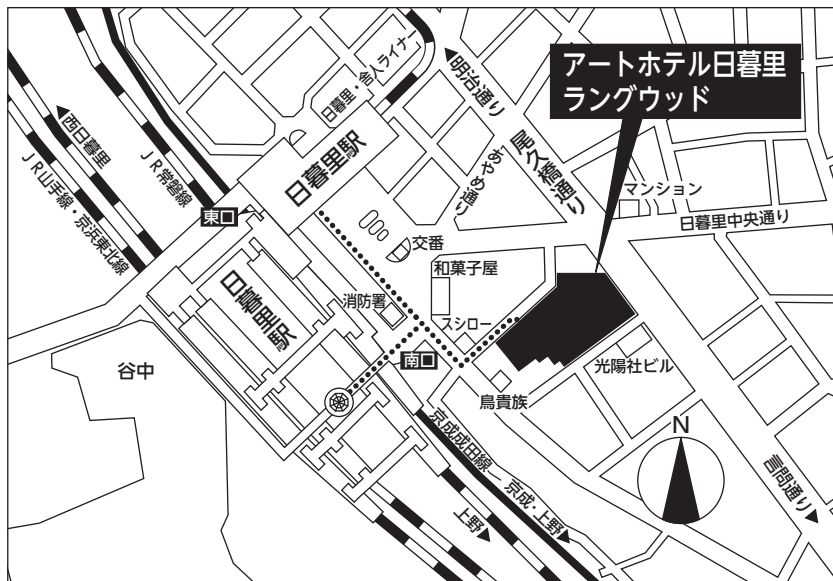 アートホテル日暮里
ラングウッド
日暮里・舎人ライナー
明治通り
尾久橋通り
西日暮里
JR常磐線
JR山手線・京浜東北線
日暮里駅
東口
あやめ通り
マンション
日暮里中央通り
交番
和菓子屋
日暮里駅
消防署
スシロー
南口
光陽社ビル
谷中
鳥貴族
N
京成成田線
京成・上野
上野
言問通り